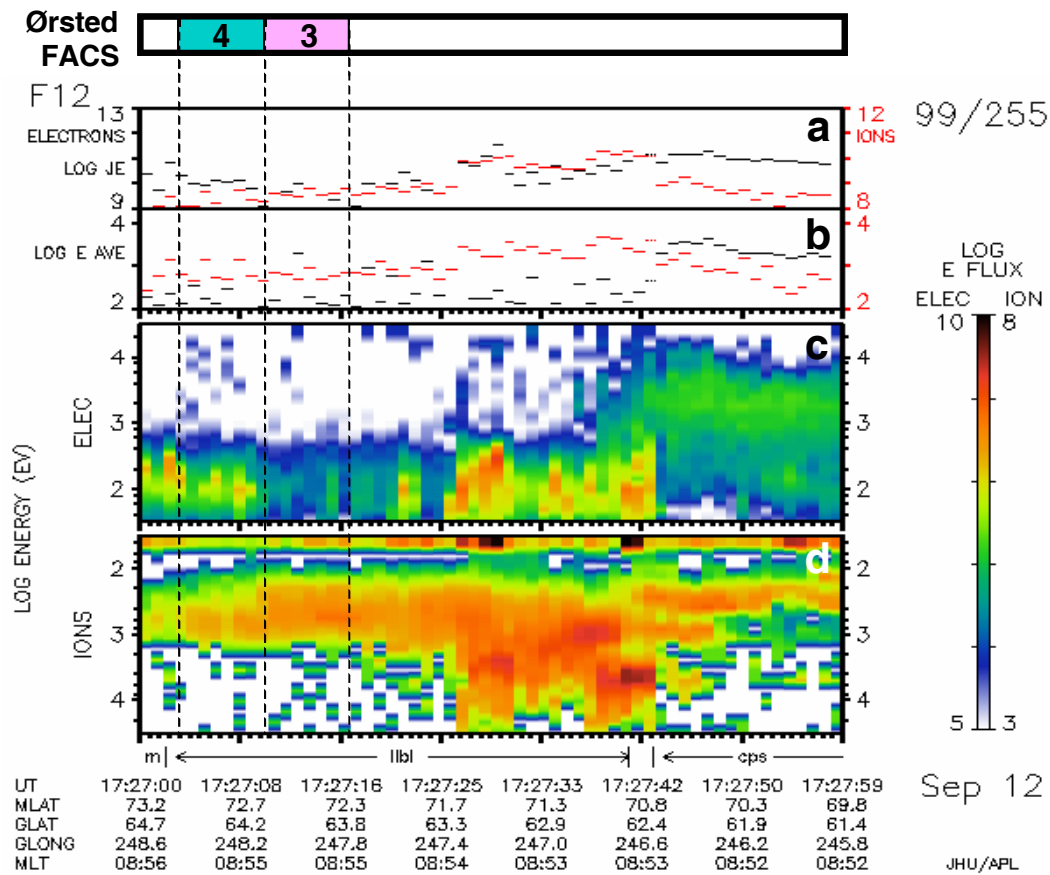 Ørsted
FACS
4 3
F12
99/255
13 a 12
ELECTRONS IONS
LOG JE
9 8
4 b 4
LOG E AVE
2 2
LOG
E FLUX
ELEC ION
10 8
5 3
c
4 4
ELEC
3 3
2 2
LOG ENERGY (EV)
d
2 2
IONS
3 3
4 4
m llbl cps
UT 17:27:00 17:27:08 17:27:16 17:27:25 17:27:33 17:27:42 17:27:50 17:27:59
MLAT 73.2 72.7 72.3 71.7 71.3 70.8 70.3 69.8
GLAT 64.7 64.2 63.8 63.3 62.9 62.4 61.9 61.4
GLONG 248.6 248.2 247.8 247.4 247.0 246.6 246.2 245.8
MLT 08:56 08:55 08:55 08:54 08:53 08:53 08:52 08:52
Sep 12
JHU/APL